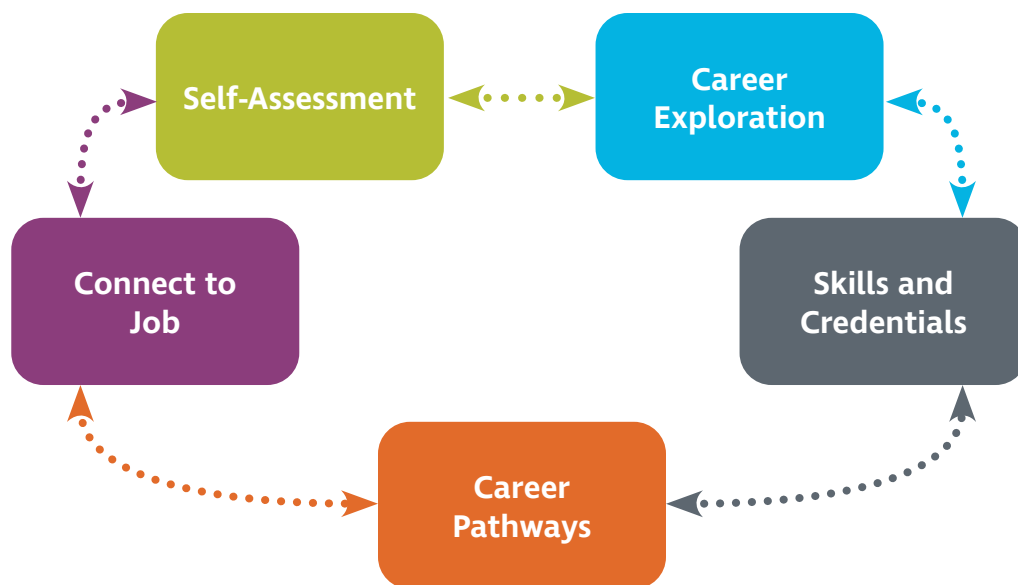 Self-Assessment
Career
Exploration
Connect to
Job
Skills and
Credentials
Career
Pathways